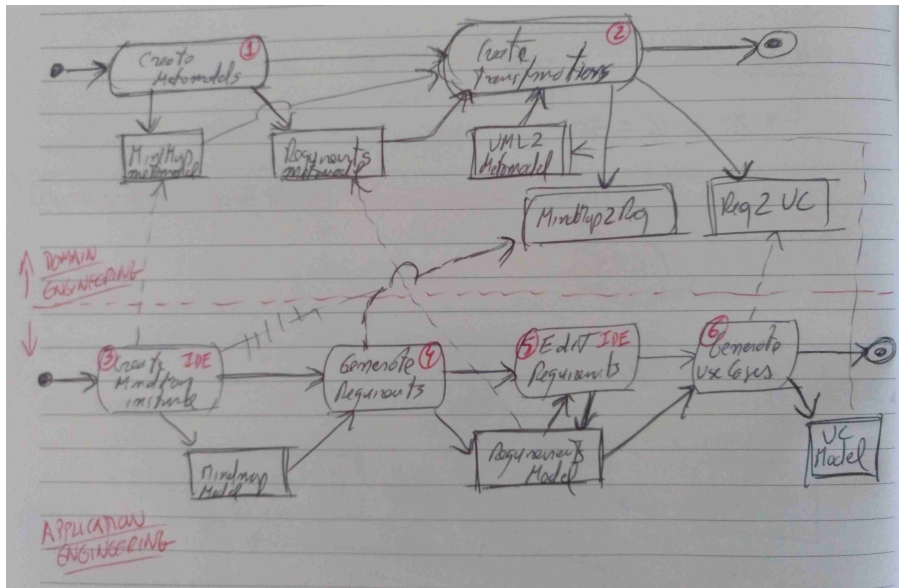 Create
Metamodels
1
Create
2
MindMap
metamodel
Requirements
metamodel
UML2
Metamodel
MindMap2Req
Req2UC
DOMAIN
ENGINEERING
3
Create IDE
Mindmap
instance
Generate
4
Requirements
5
Edit IDE
Requirements
6
Generate
Use Cases
Mindmap
Model
Requirements
Model
UC
Model
APPLICATION
ENGINEERING